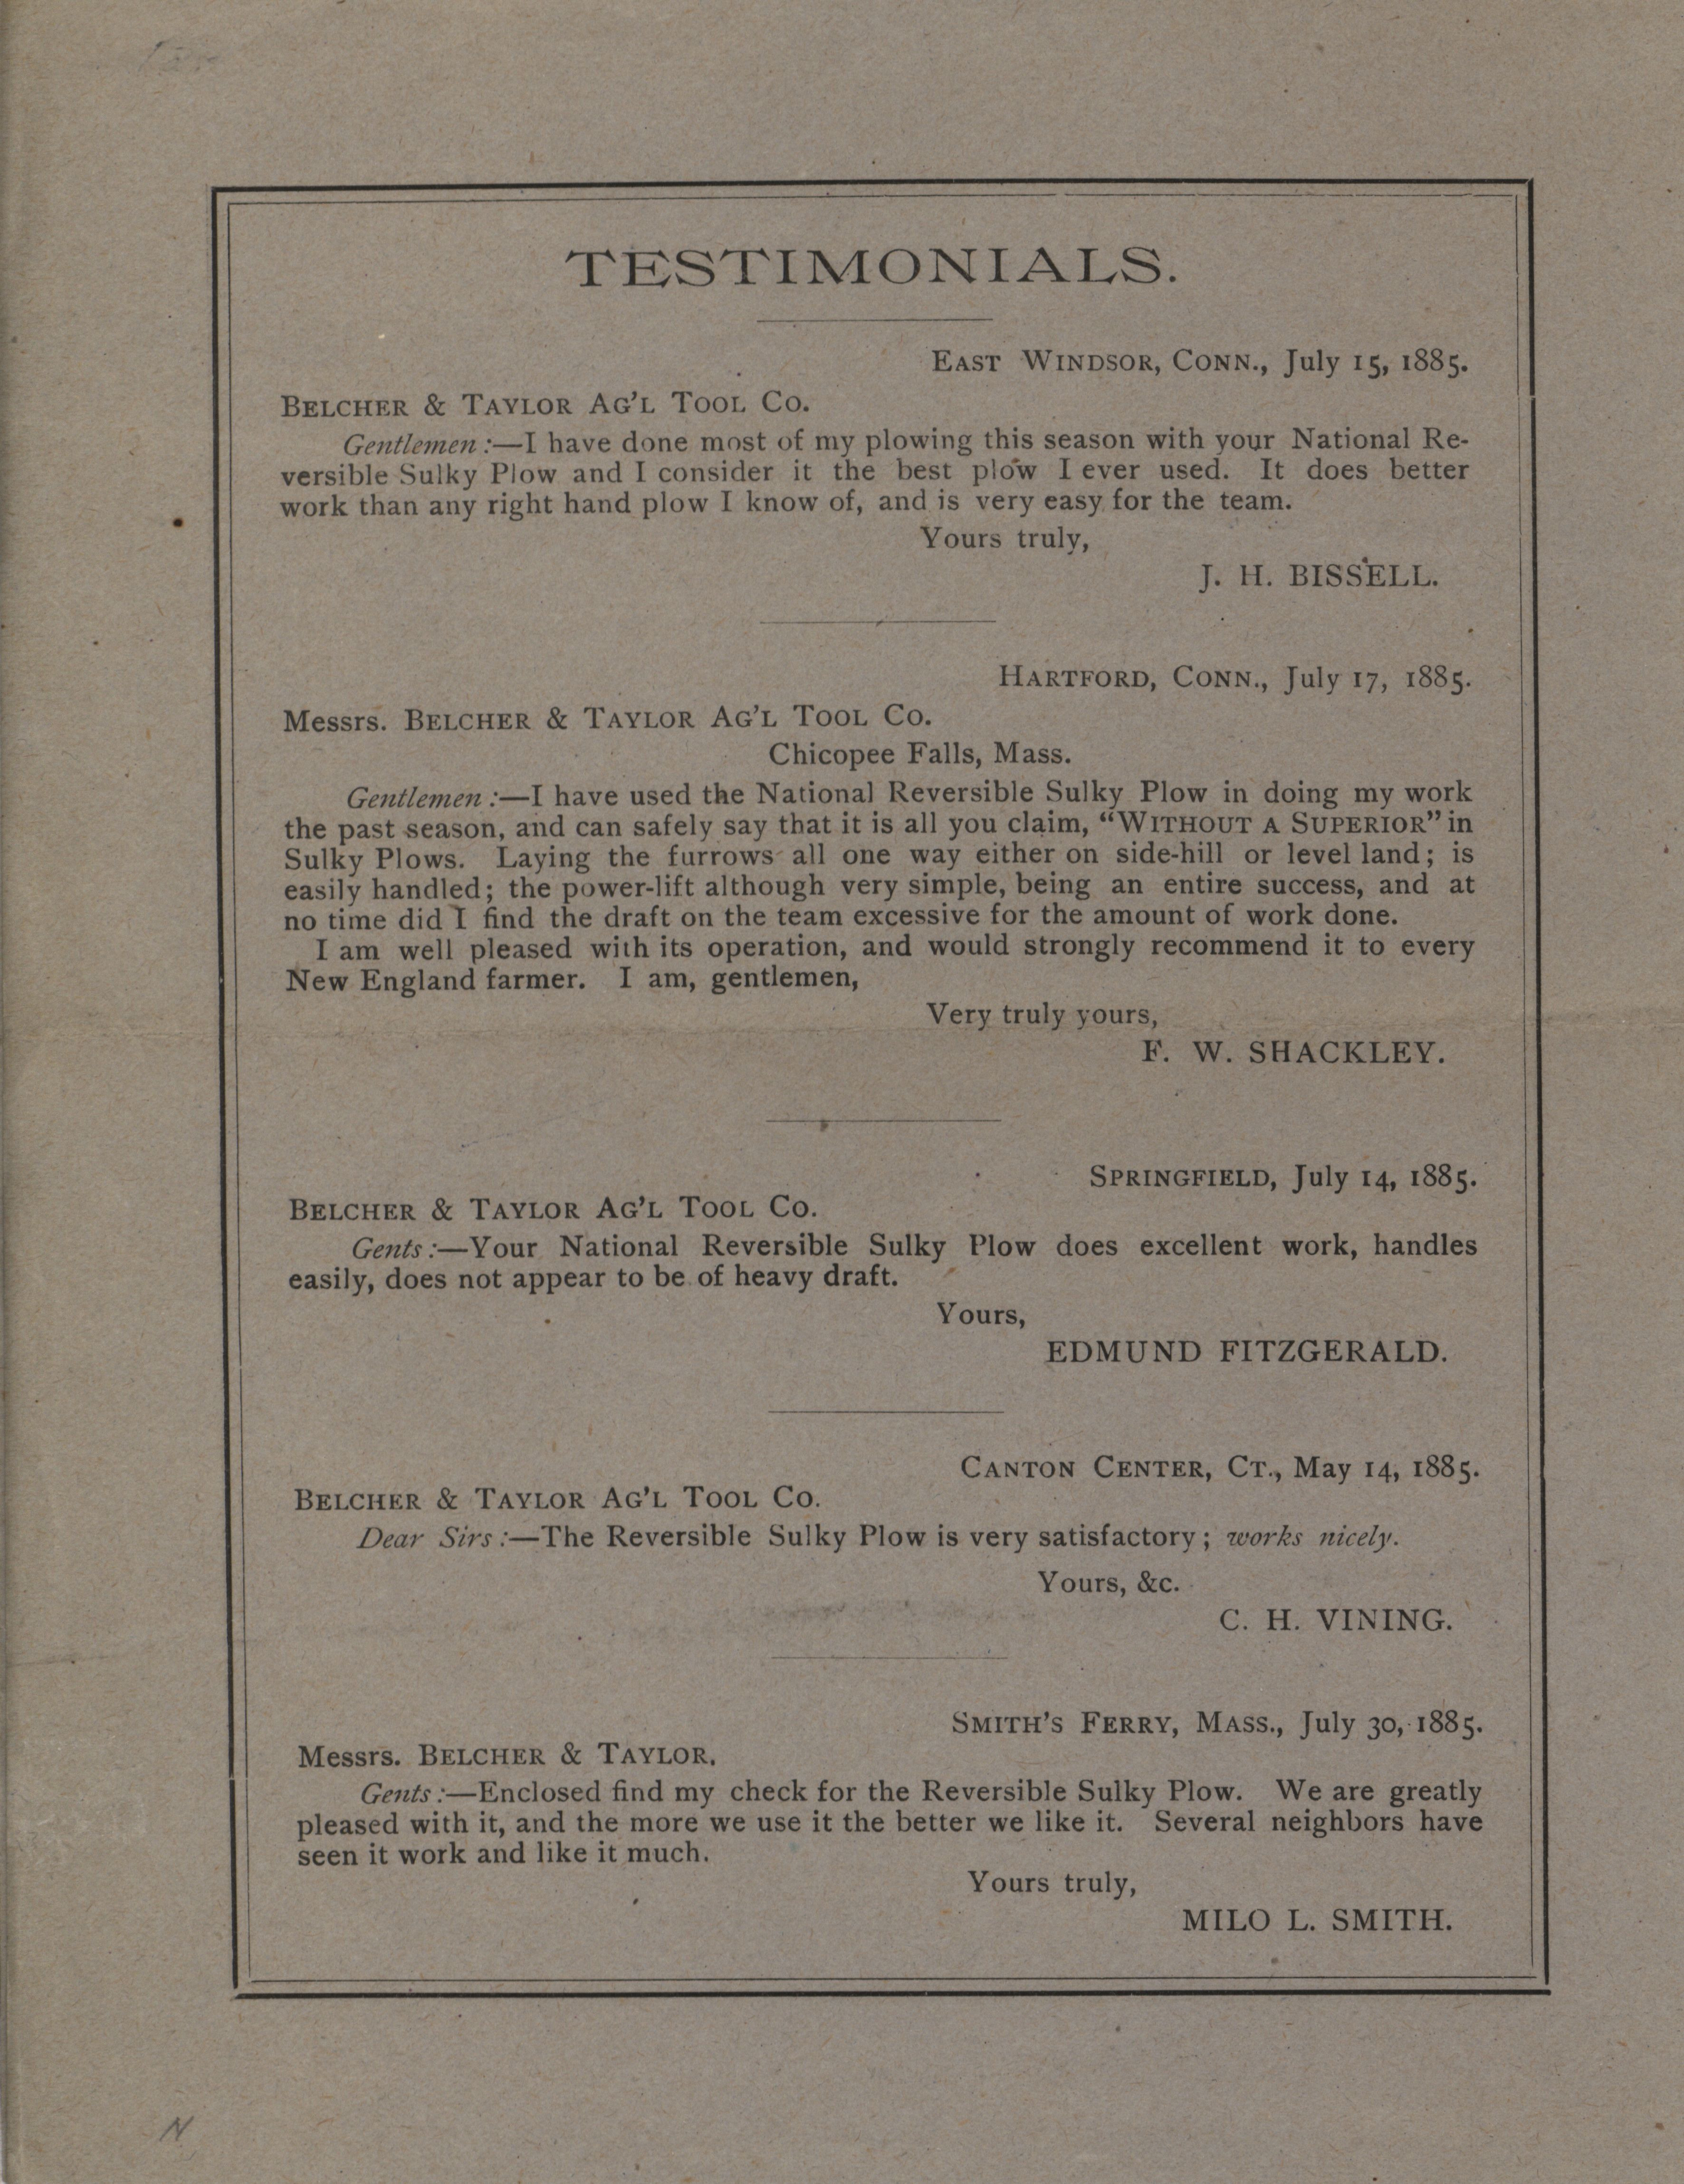 TESTIMONIALS.
EAST WINDSOR, CONN., July 15, 1885.
BELCHER & TAYLOR AG'L TOOL CO.
Gentlemen:—I have done most of my plowing this season with your National Re-
versible Sulky Plow and I consider it the best plow I ever used. It does better
work than any right hand plow I know of, and is very easy for the team.
Yours truly,
J. H. BISSELL.
HARTFORD, CONN., July 17, 1885.
Messrs. BELCHER & TAYLOR AG'L TOOL CO.
Chicopee Falls, Mass.
Gentlemen:—I have used the National Reversible Sulky Plow in doing my work
the past season, and can safely say that it is all you claim, “WITHOUT A SUPERIOR” in
Sulky Plows. Laying the furrows all one way either on side-hill or level land; is
easily handled; the power-lift although very simple, being an entire success, and at
no time did I find the draft on the team excessive for the amount of work done.
I am well pleased with its operation, and would strongly recommend it to every
New England farmer. I am, gentlemen,
Very truly yours,
F. W. SHACKLEY.
SPRINGFIELD, July 14, 1885.
BELCHER & TAYLOR AG'L TOOL CO.
Gents:—Your National Reversible Sulky Plow does excellent work, handles
easily, does not appear to be of heavy draft.
Yours,
EDMUND FITZGERALD.
CANTON CENTER, CT., May 14, 1885.
BELCHER & TAYLOR AG'L TOOL CO.
Dear Sirs:—The Reversible Sulky Plow is very satisfactory; works nicely.
Yours, &c.
C. H. VINING.
SMITH'S FERRY, MASS., July 30, 1885.
Messrs. BELCHER & TAYLOR.
Gents:—Enclosed find my check for the Reversible Sulky Plow. We are greatly
pleased with it, and the more we use it the better we like it. Several neighbors have
seen it work and like it much.
Yours truly,
MILO L. SMITH.
N